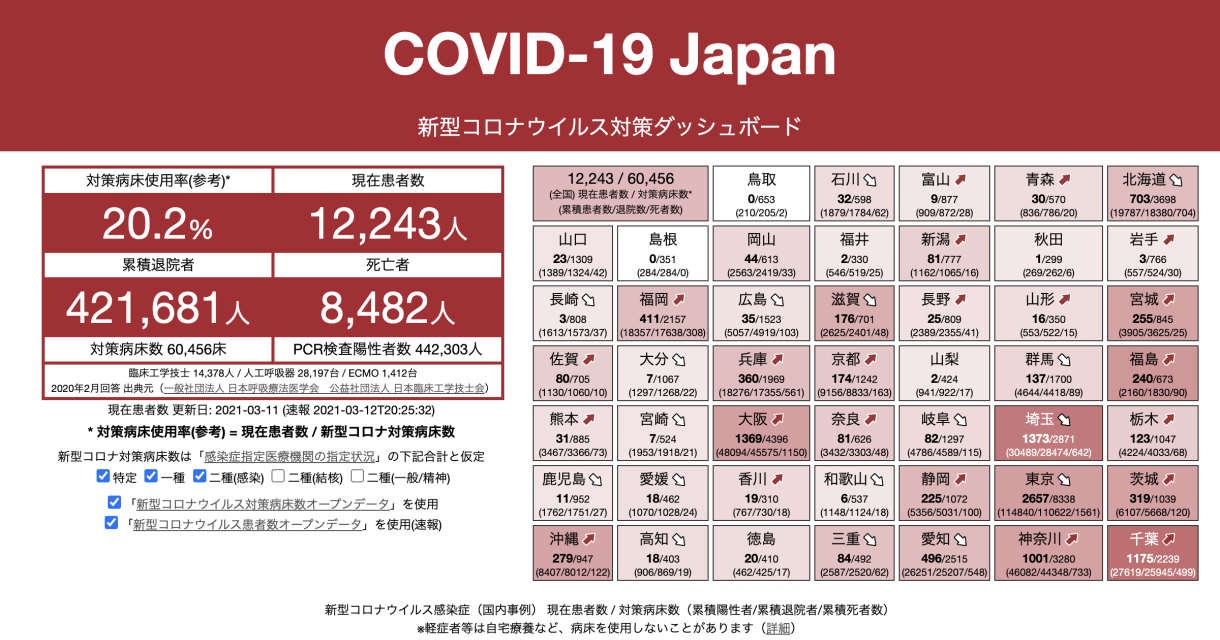 COVID-19 Japan
新型コロナウイルス対策ダッシュボード
対策病床使用率(参考)*
現在患者数
20.2%
12,243人
累積退院者
死亡者
421,681人
8,482人
対策病床数 60,456床
PCR検査陽性者数 442,303人
臨床工学技士 14,378人 / 人工呼吸器 28,197台 / ECMO 1,412台
2020年2月回答 出典元（一般社団法人 日本呼吸療法医学会　公益社団法人 日本臨床工学技士会）
現在患者数 更新日: 2021-03-11 (速報 2021-03-12T20:25:32)
* 対策病床使用率(参考) = 現在患者数 / 新型コロナ対策病床数
新型コロナ対策病床数は「感染症指定医療機関の指定状況」の下記合計と仮定
特定 一種 二種(感染) 二種(結核) 二種(一般/精神)
「新型コロナウイルス対策病床数オープンデータ」を使用
「新型コロナウイルス患者数オープンデータ」を使用(速報)
12,243 / 60,456
(全国) 現在患者数 / 対策病床数*
(累積患者数/退院数/死者数)
鳥取
0/653
(210/205/2)
石川
32/598
(1879/1784/62)
富山
9/877
(909/872/28)
青森
30/570
(836/786/20)
北海道
703/3698
(19787/18380/704)
山口
23/1309
(1389/1324/42)
島根
0/351
(284/284/0)
岡山
44/613
(2563/2419/33)
福井
2/330
(546/519/25)
新潟
81/777
(1162/1065/16)
秋田
1/299
(269/262/6)
岩手
3/766
(557/524/30)
長崎
3/808
(1613/1573/37)
福岡
411/2157
(18357/17638/308)
広島
35/1523
(5057/4919/103)
滋賀
176/701
(2625/2401/48)
長野
25/809
(2389/2355/41)
山形
16/350
(553/522/15)
宮城
255/845
(3905/3625/25)
佐賀
80/705
(1130/1060/10)
大分
7/1067
(1297/1268/22)
兵庫
360/1969
(18276/17355/561)
京都
174/1242
(9156/8833/163)
山梨
2/424
(941/922/17)
群馬
137/1700
(4644/4418/89)
福島
240/673
(2160/1830/90)
熊本
31/885
(3467/3366/73)
宮崎
7/524
(1953/1918/21)
大阪
1369/4396
(48094/45575/1150)
奈良
81/626
(3432/3303/48)
岐阜
82/1297
(4786/4589/115)
埼玉
1373/2871
(30489/28474/642)
栃木
123/1047
(4224/4033/68)
鹿児島
11/952
(1762/1751/27)
愛媛
18/462
(1070/1028/24)
香川
19/310
(767/730/18)
和歌山
6/537
(1148/1124/18)
静岡
225/1072
(5356/5031/100)
東京
2657/8338
(114840/110622/1561)
茨城
319/1039
(6107/5668/120)
沖縄
279/947
(8407/8012/122)
高知
18/403
(906/869/19)
徳島
20/410
(462/425/17)
三重
84/492
(2587/2520/62)
愛知
496/2515
(26251/25207/548)
神奈川
1001/3280
(46082/44348/733)
千葉
1175/2239
(27619/25945/499)
新型コロナウイルス感染症（国内事例） 現在患者数 / 対策病床数（累積陽性者/累積退院者/累積死者数）
※軽症者等は自宅療養など、病床を使用しないことがあります（詳細）